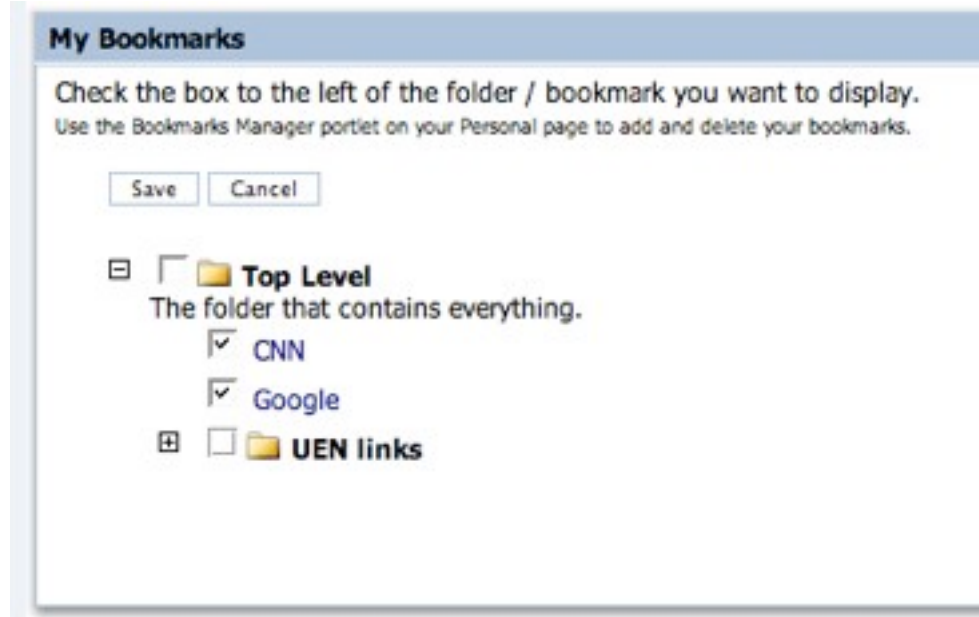 My Bookmarks
Check the box to the left of the folder / bookmark you want to display.
Use the Bookmarks Manager portlet on your Personal page to add and delete your bookmarks.
Save Cancel
Top Level
The folder that contains everything.
CNN
Google
UEN links